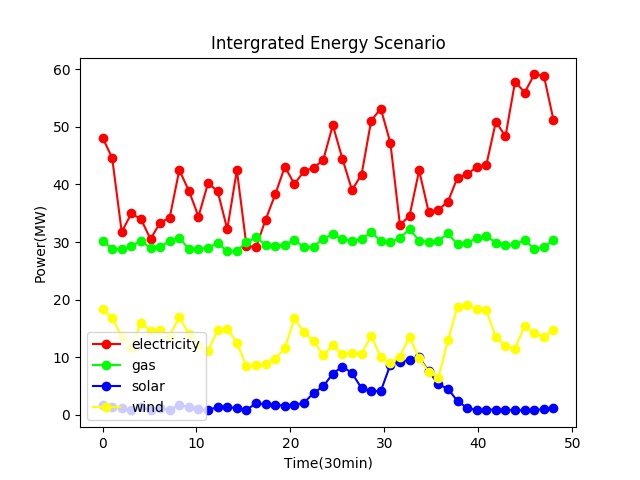 Intergrated Energy Scenario
60
50
40
30
20
10
0
Power(MW)
electricity
gas
solar
wind
0 10 20 30 40 50
Time(30min)